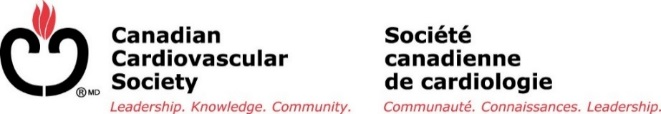 Canadian
Cardiovascular
Society
Leadership. Knowledge. Community.
Société
canadienne
de cardiologie
Communauté. Connaissances. Leadership.
® MD